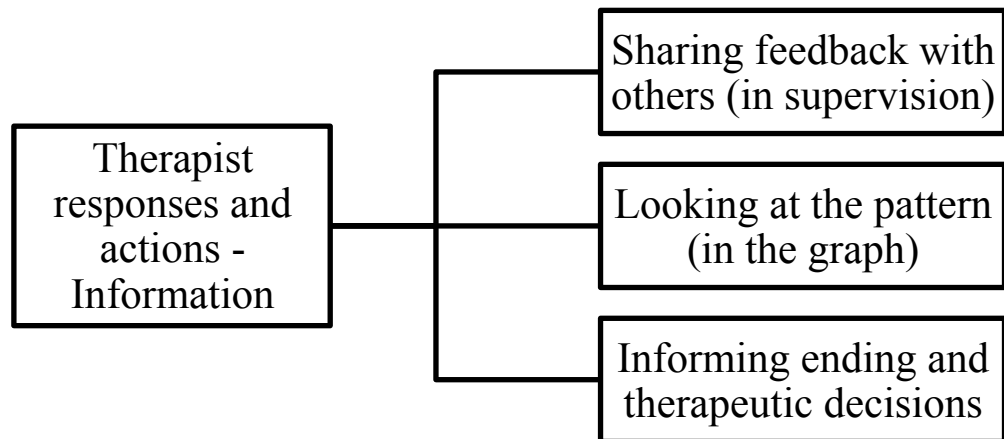 Therapist
responses and
actions -
Information
Sharing feedback with
others (in supervision)
Looking at the pattern
(in the graph)
Informing ending and
therapeutic decisions